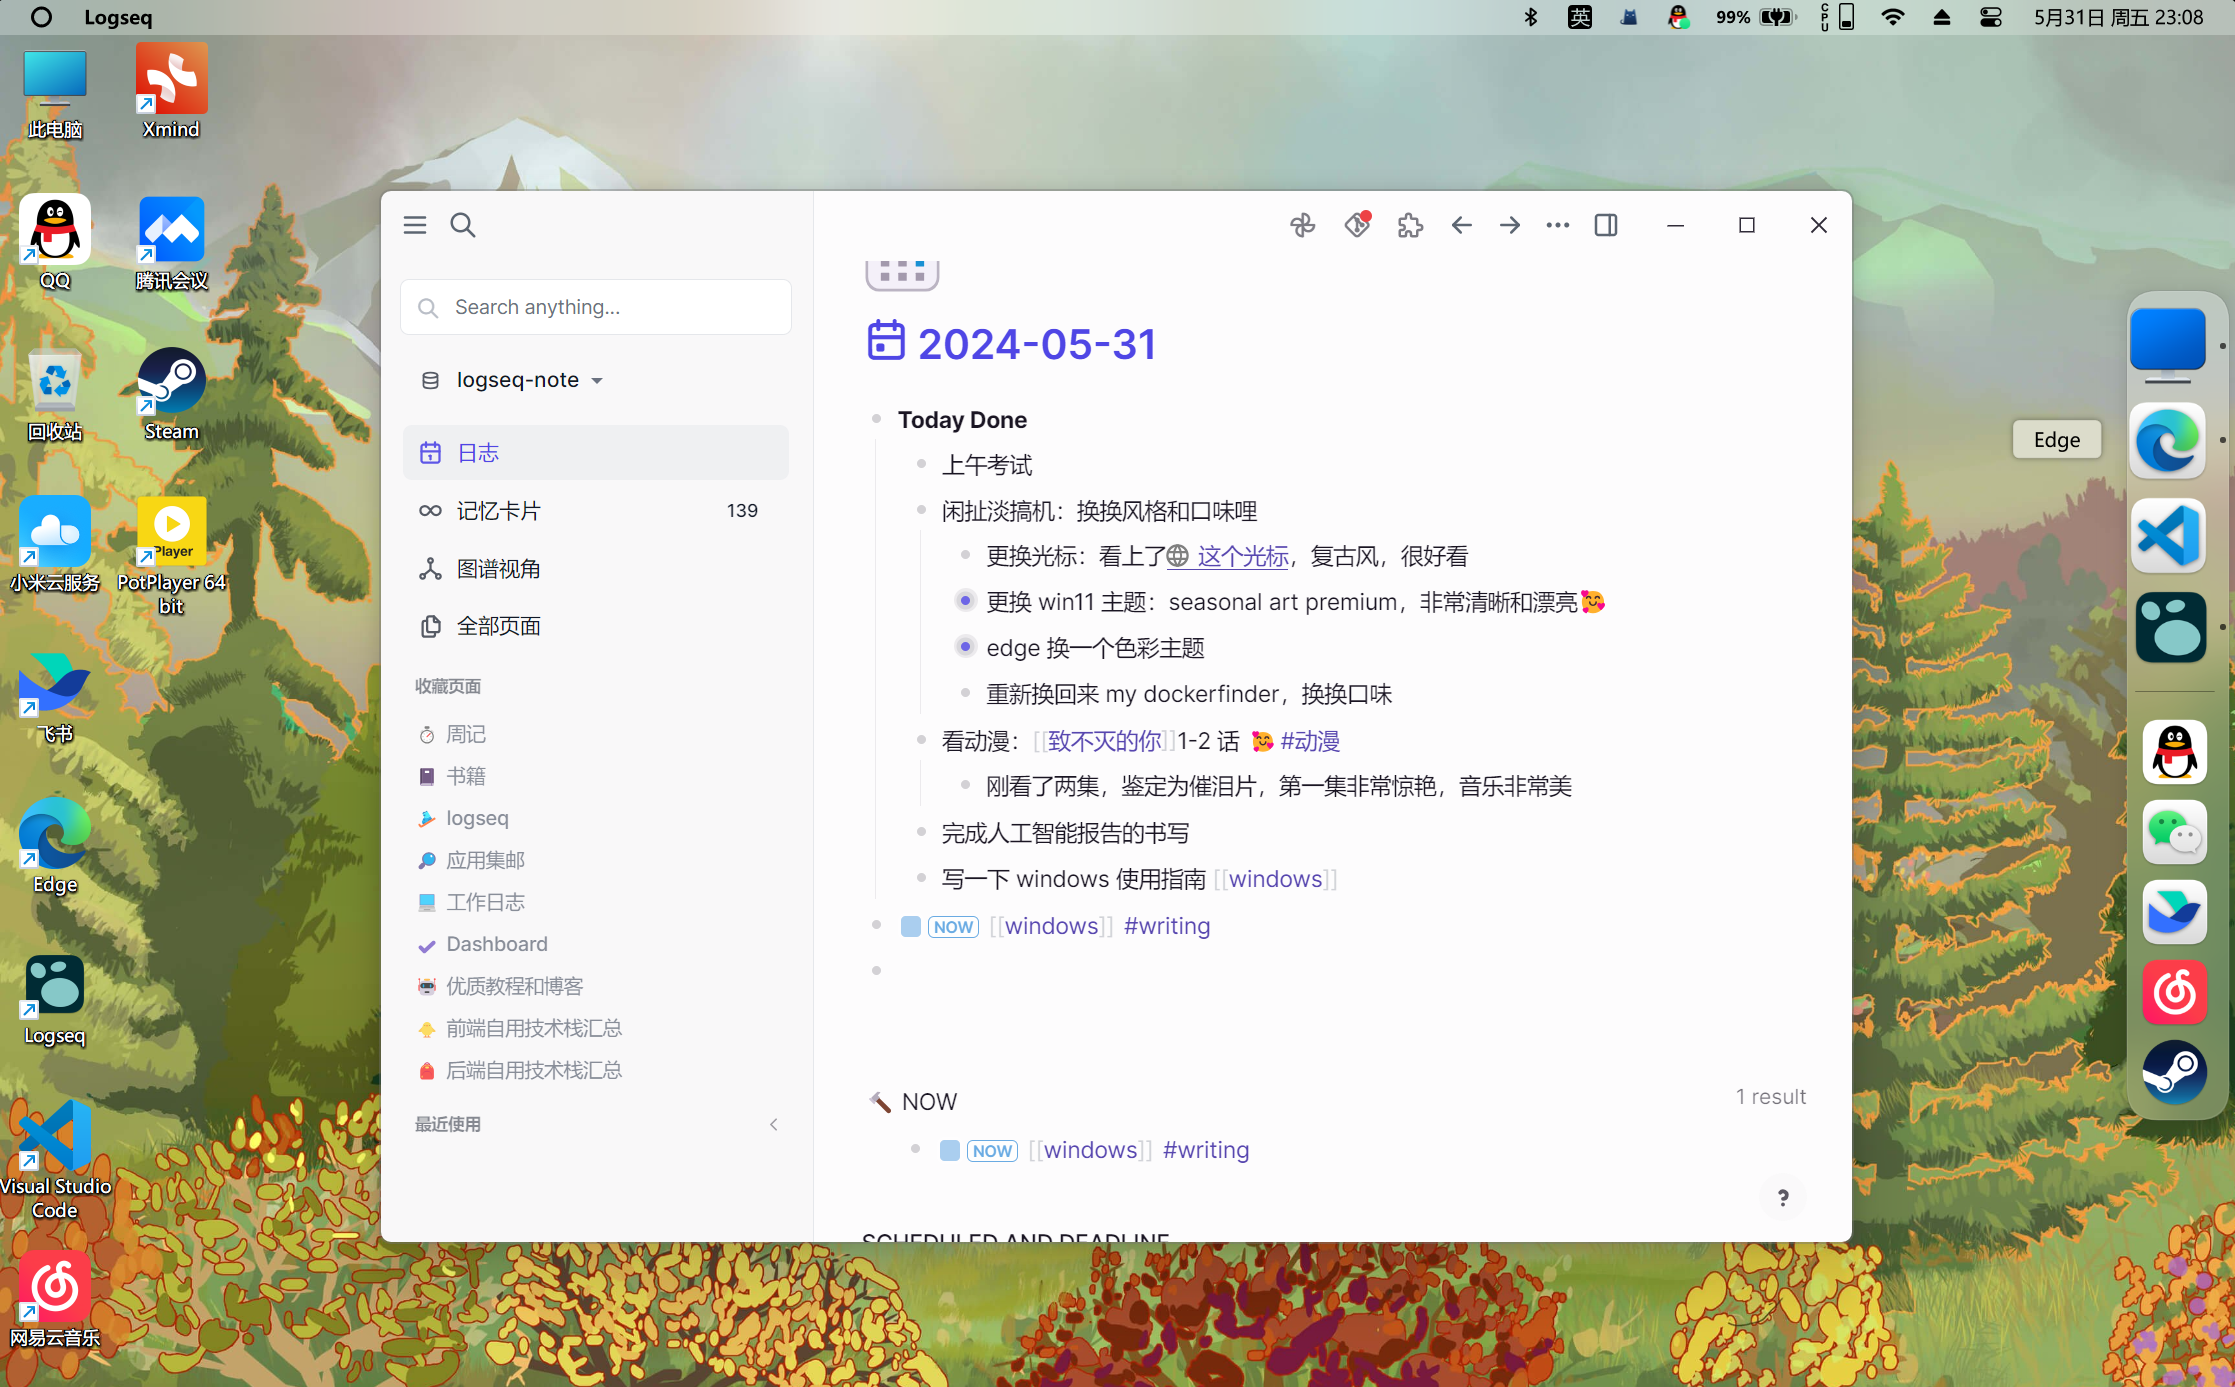 Logseq
英
99%
CPU
5月31日 周五 23:08
此电脑
Xmind
QQ
腾讯会议
回收站
Steam
小米云服务
Player
PotPlayer 64 bit
飞书
Edge
Logseq
Visual Studio Code
网易云音乐
Search anything...
logseq-note
日志
记忆卡片
139
图谱视角
全部页面
收藏页面
周记
书籍
logseq
应用集邮
工作日志
Dashboard
优质教程和博客
前端自用技术栈汇总
后端自用技术栈汇总
最近使用
2024-05-31
Today Done
上午考试
闲扯淡搞机：换换风格和口味哩
更换光标：看上了 这个光标，复古风，很好看
更换 win11 主题：seasonal art premium，非常清晰和漂亮🥰
edge 换一个色彩主题
重新换回来 my dockerfinder，换换口味
看动漫：[[致不灭的你]]1-2 话 🥰 #动漫
刚看了两集，鉴定为催泪片，第一集非常惊艳，音乐非常美
完成人工智能报告的书写
写一下 windows 使用指南 [[windows]]
NOW [[windows]] #writing
🔨 NOW
1 result
NOW [[windows]] #writing
?
SCHEDULED AND DEADLINE
Edge